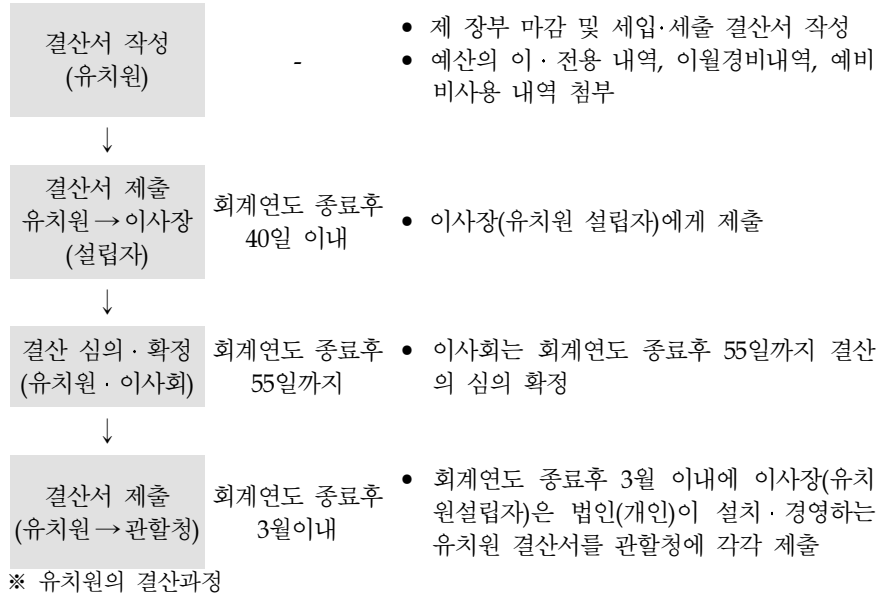 결산서 작성
(유치원)
-
• 제 장부 마감 및 세입·세출 결산서 작성
• 예산의 이·전용 내역, 이월경비내역, 예비
비사용 내역 첨부
↓
결산서 제출
유치원→이사장
(설립자)
회계연도 종료후
40일 이내
• 이사장(유치원 설립자)에게 제출
↓
결산 심의·확정
(유치원·이사회)
회계연도 종료후
55일까지
• 이사회는 회계연도 종료후 55일까지 결산
의 심의 확정
↓
결산서 제출
(유치원→관할청)
회계연도 종료후
3월이내
• 회계연도 종료후 3월 이내에 이사장(유치
원설립자)은 법인(개인)이 설치·경영하는
유치원 결산서를 관할청에 각각 제출
※ 유치원의 결산과정